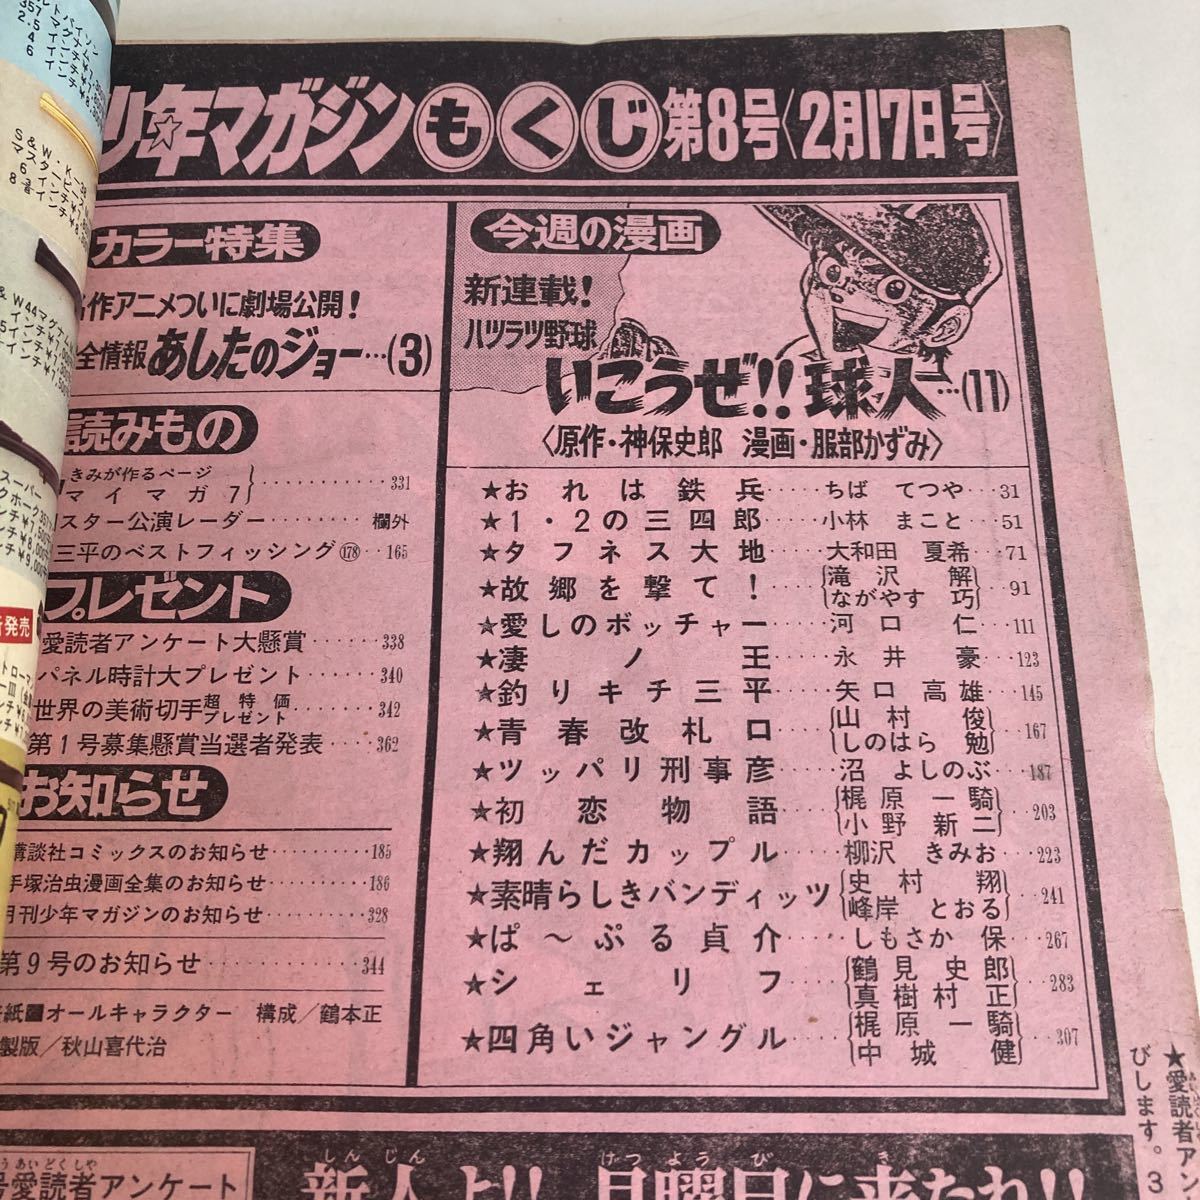 少年マガジンもくじ 第8号〈2月17日号〉
カラー特集
名作アニメついに劇場公開!
全情報 あしたのジョー…(3)
読みもの
きみが作るページ
マイマガ7……331
スター公演レーダー……欄外
三平のベストフィッシング(178)…165
プレゼント
愛読者アンケート大懸賞……338
パネル時計大プレゼント……340
世界の美術切手 超特価プレゼント……342
第1号募集懸賞当選者発表…362
お知らせ
講談社コミックスのお知らせ……185
手塚治虫漫画全集のお知らせ……186
月刊少年マガジンのお知らせ……328
第9号のお知らせ……344
オールキャラクター 構成/鶴本正
製版/秋山喜代治
今週の漫画
新連載!
ハツラツ野球
いこうぜ!!球人…(11)
〈原作・神保史郎 漫画・服部かずみ〉
★おれは鉄兵……ちばてつや…31
★1・2の三四郎……小林まこと…51
★タフネス大地……大和田夏希…71
★故郷を撃て!……{滝沢解 ながやす巧}…91
★愛しのボッチャー……河口仁……111
★凄ノ王……永井豪……123
★釣りキチ三平……矢口高雄……145
★青春改札口……{山村俊 しのはら勉}…167
★ツッパリ刑事彦……沼よしのぶ…187
★初恋物語……{梶原一騎 小野新二}…203
★翔んだカップル……柳沢きみお…223
★素晴らしきバンディッツ{史村翔 峰岸とおる}…241
★ぱ〜ぷる貞介……しもさか保…267
★シェリフ……{鶴見史郎 真樹村正}…283
★四角いジャングル……{梶原一騎 中城健}…307
★愛読者アン
びします。3
号愛読者アンケート
新人よ!!月曜日に来たれ!!
しんじん
げつようび
き
新発売